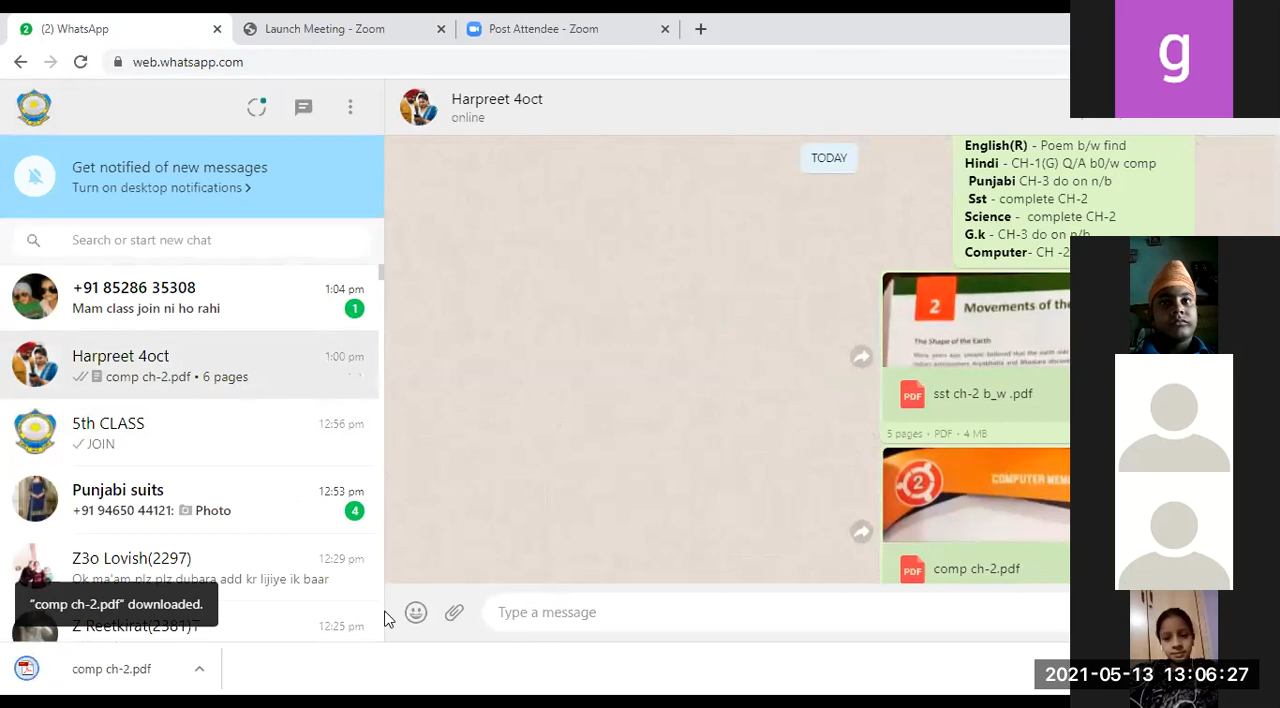 (2) WhatsApp
Launch Meeting - Zoom
Post Attendee - Zoom
web.whatsapp.com
g
Harpreet 4oct
online
Get notified of new messages
Turn on desktop notifications
Search or start new chat
TODAY
English(R) - Poem b/w find
Hindi - CH-1(G) Q/A b0/w comp
Punjabi CH-3 do on n/b
Sst - complete CH-2
Science - complete CH-2
G.k - CH-3 do on n/b
Computer- CH -2
+91 85286 35308 1:04 pm
Mam class join ni ho rahi 1
Harpreet 4oct 1:00 pm
comp ch-2.pdf • 6 pages
5th CLASS 12:56 pm
JOIN
Punjabi suits 12:53 pm
+91 94650 44121: Photo 4
Z3o Lovish(2297) 12:29 pm
Ok ma'am plz plz dubara add kr lijiye ik baar
Z Reetkirat(2381)T 12:25 pm
2 Movements of the
The Shape of the Earth
PDF sst ch-2 b_w .pdf
5 pages • PDF • 4 MB
2 COMPUTER MEM
PDF comp ch-2.pdf
"comp ch-2.pdf" downloaded.
Type a message
comp ch-2.pdf
2021-05-13 13:06:27